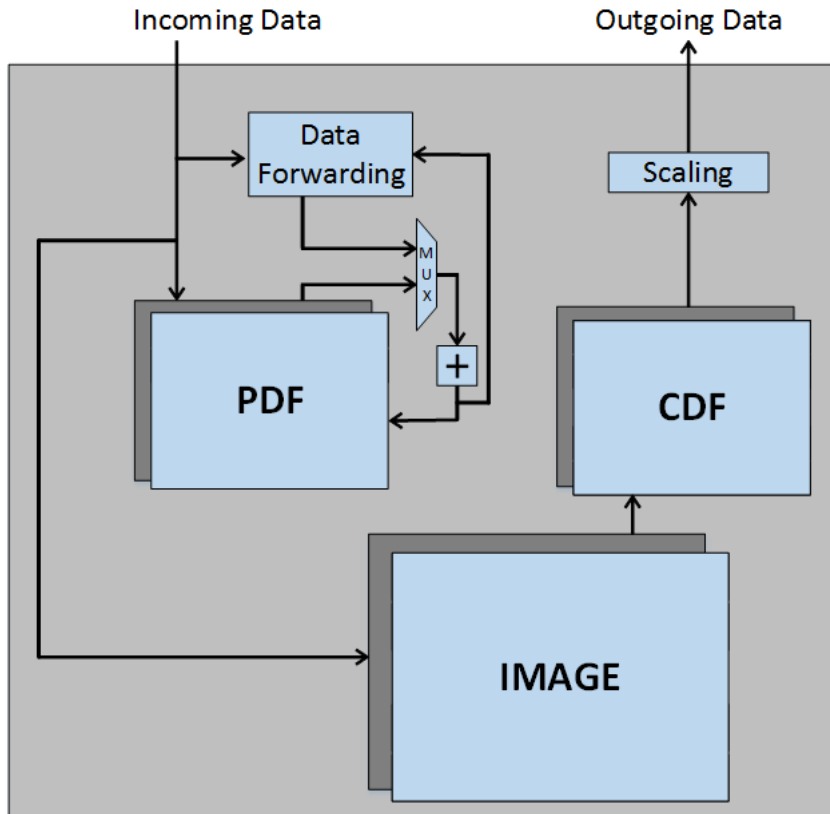 Incoming Data
Outgoing Data
Data
Forwarding
Scaling
M
U
X
+
PDF
CDF
IMAGE